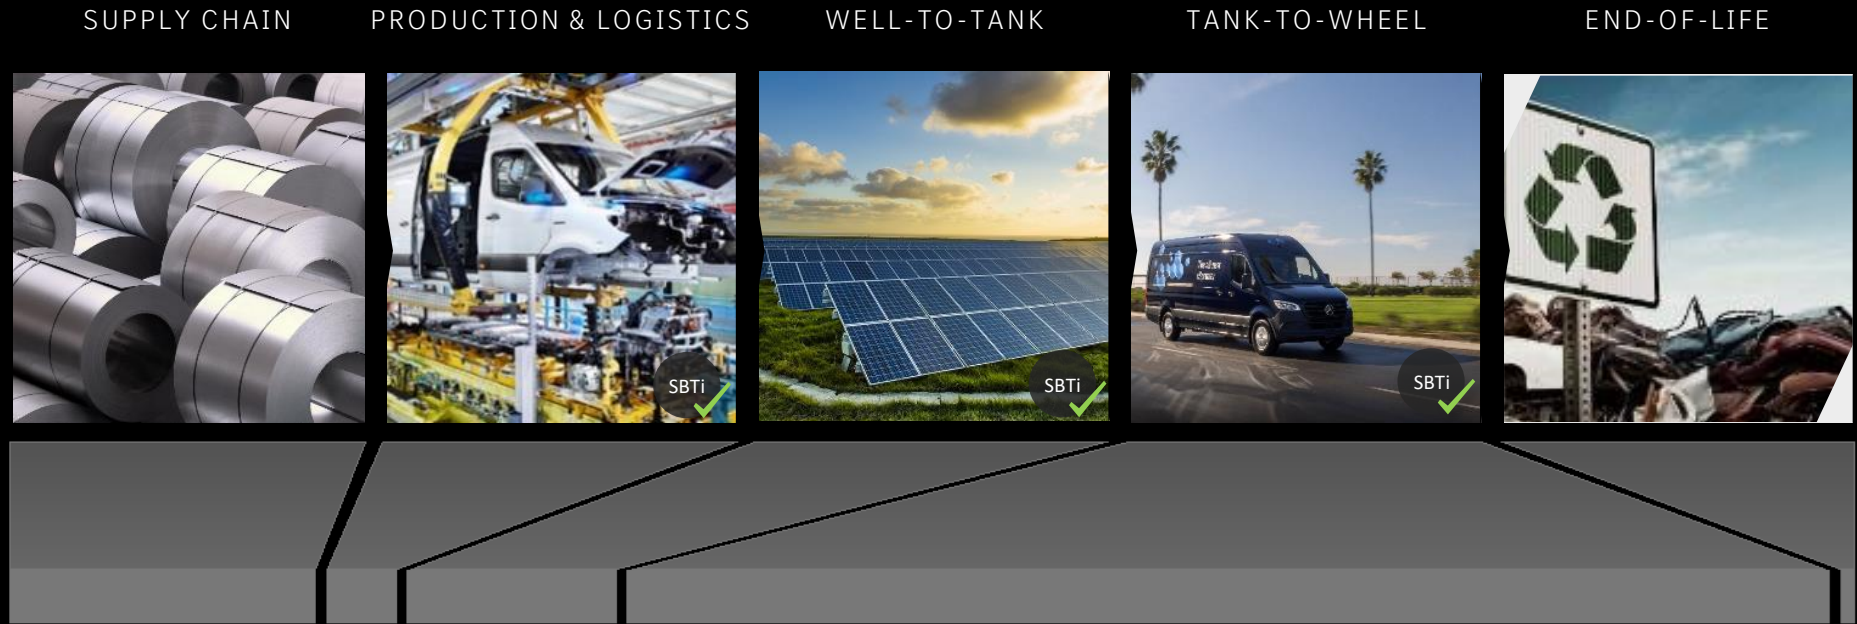 SUPPLY CHAIN
PRODUCTION & LOGISTICS
WELL-TO-TANK
TANK-TO-WHEEL
END-OF-LIFE
SBTi
SBTi
SBTi